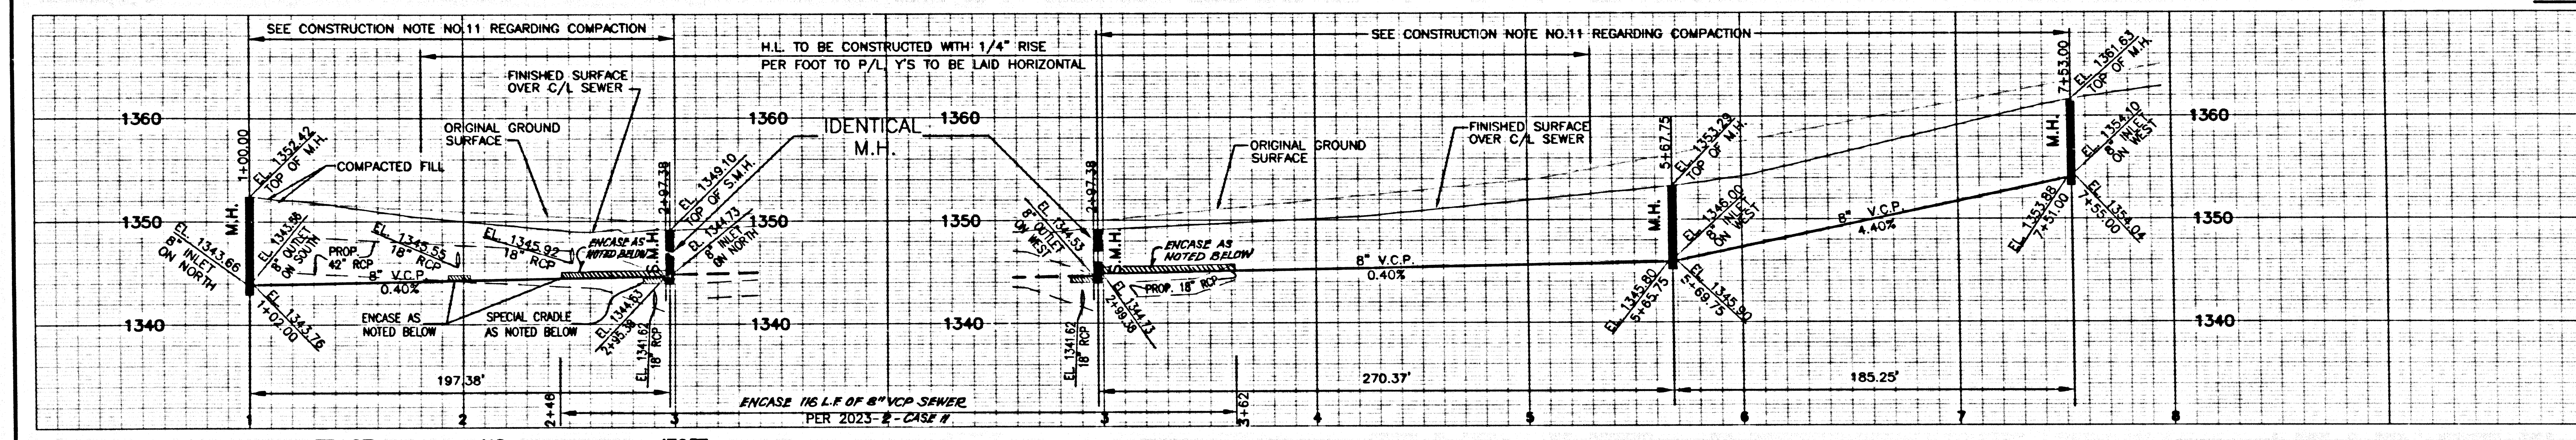 SEE CONSTRUCTION NOTE NO.11 REGARDING COMPACTION
SEE CONSTRUCTION NOTE NO.11 REGARDING COMPACTION
H.L. TO BE CONSTRUCTED WITH 1/4" RISE
PER FOOT TO P/L, Y'S TO BE LAID HORIZONTAL
FINISHED SURFACE
OVER C/L SEWER
ORIGINAL GROUND
SURFACE
COMPACTED FILL
1360
1350
1340
1+00.00
EL. 1352.42
TOP OF M.H.
M.H.
EL. 1343.66
8" INLET
ON NORTH
EL. 1343.56
8" OUTLET
ON SOUTH
EL. 1343.76
1+02.00
PROP.
42" RCP
EL. 1345.55
18" RCP
EL. 1345.92
18" RCP
8" V.C.P.
0.40%
ENCASE AS
NOTED BELOW
ENCASE AS
NOTED BELOW
SPECIAL CRADLE
AS NOTED BELOW
EL. 1344.63
2+95.38
EL. 1341.62
18" RCP
S.M.H.
2+97.38
EL. 1349.10
TOP OF S.M.H.
EL. 1344.73
8" INLET
ON NORTH
1360
1350
1340
IDENTICAL
M.H.
1360
1350
1340
2+97.38
EL. 1344.53
8" OUTLET
ON WEST
S.M.H.
EL. 1341.62
18" RCP
EL. 1344.73
2+99.38
PROP. 18" RCP
ENCASE AS
NOTED BELOW
ORIGINAL GROUND
SURFACE
FINISHED SURFACE
OVER C/L SEWER
8" V.C.P.
0.40%
5+67.75
EL. 1353.29
TOP OF M.H.
M.H.
EL. 1346.00
8" INLET
ON WEST
EL. 1345.80
5+65.75
EL. 1345.90
5+69.75
8" V.C.P.
4.40%
7+53.00
EL. 1361.63
TOP OF M.H.
M.H.
EL. 1354.10
8" INLET
ON WEST
EL. 1353.88
7+51.00
EL. 1354.04
7+55.00
1360
1350
1340
197.38'
270.37'
185.25'
2+48
ENCASE 116 L.F OF 8" VCP SEWER
PER 2023-2 - CASE II
3+62
1 2 3 3 4 5 6 7 8